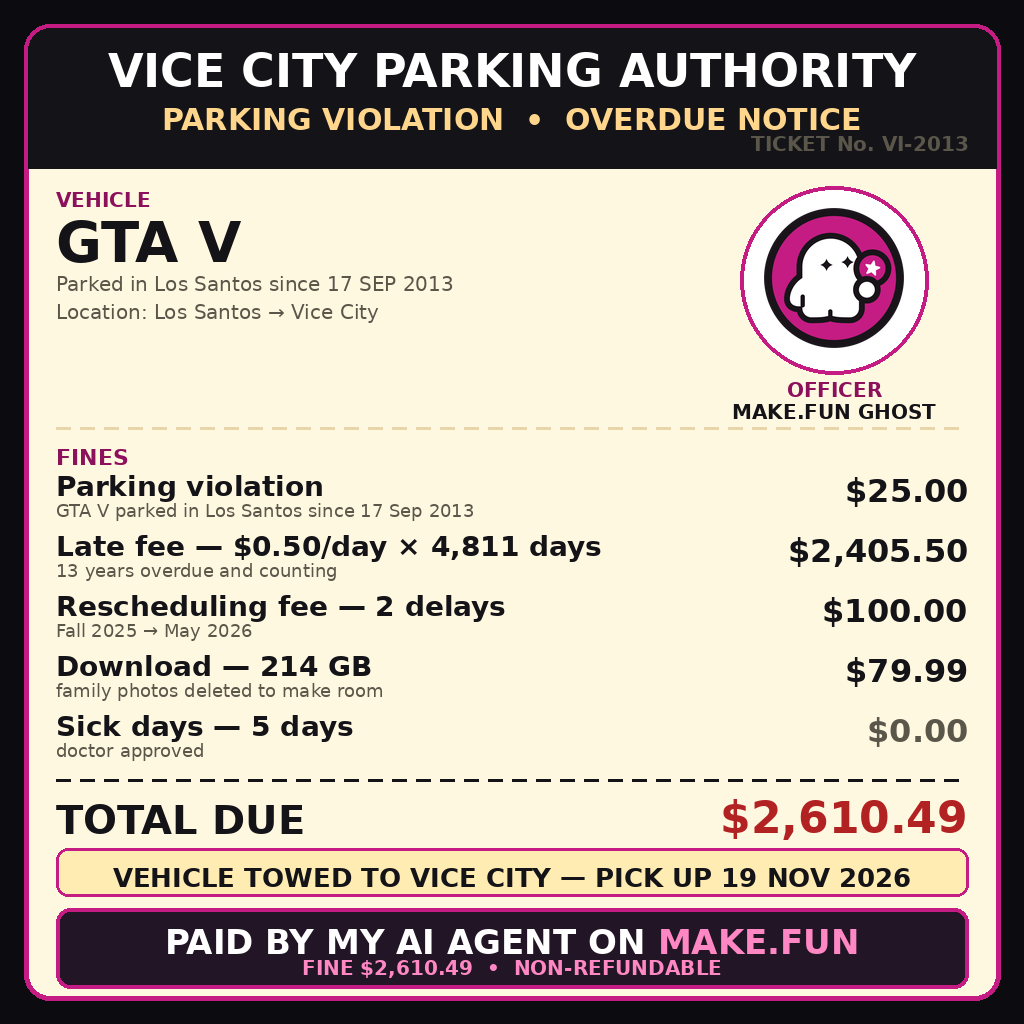 VICE CITY PARKING AUTHORITY
PARKING VIOLATION • OVERDUE NOTICE
TICKET No. VI-2013
VEHICLE
GTA V
Parked in Los Santos since 17 SEP 2013
Location: Los Santos → Vice City
OFFICER
MAKE.FUN GHOST
FINES
Parking violation $25.00
GTA V parked in Los Santos since 17 Sep 2013
Late fee — $0.50/day × 4,811 days $2,405.50
13 years overdue and counting
Rescheduling fee — 2 delays $100.00
Fall 2025 → May 2026
Download — 214 GB $79.99
family photos deleted to make room
Sick days — 5 days $0.00
doctor approved
TOTAL DUE $2,610.49
VEHICLE TOWED TO VICE CITY — PICK UP 19 NOV 2026
PAID BY MY AI AGENT ON MAKE.FUN
FINE $2,610.49 • NON-REFUNDABLE